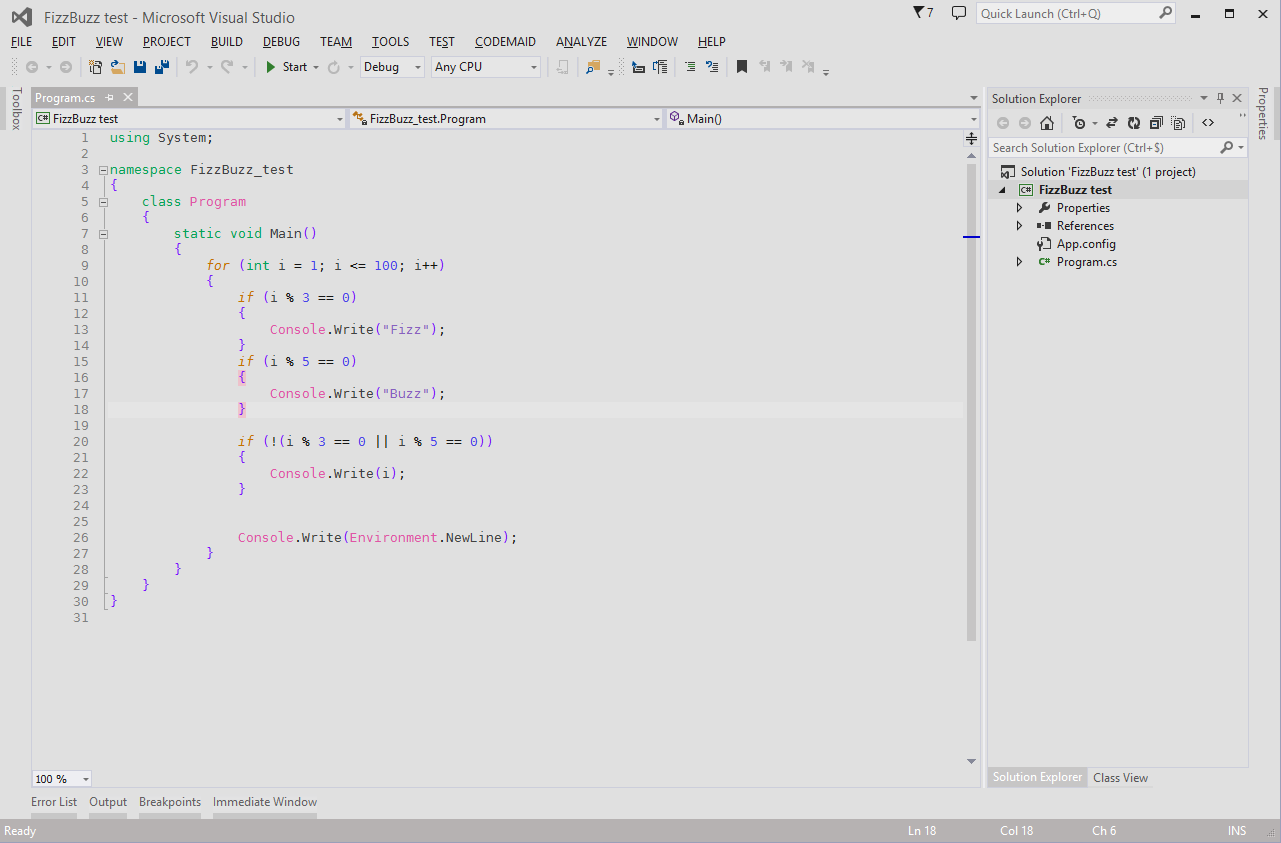 FizzBuzz test - Microsoft Visual Studio
7
Quick Launch (Ctrl+Q)
FILE EDIT VIEW PROJECT BUILD DEBUG TEAM TOOLS TEST CODEMAID ANALYZE WINDOW HELP
Start Debug Any CPU
Toolbox
Program.cs
C# FizzBuzz test FizzBuzz_test.Program Main()
1 using System;
2
3 namespace FizzBuzz_test
4 {
5 class Program
6 {
7 static void Main()
8 {
9 for (int i = 1; i <= 100; i++)
10 {
11 if (i % 3 == 0)
12 {
13 Console.Write("Fizz");
14 }
15 if (i % 5 == 0)
16 {
17 Console.Write("Buzz");
18 }
19
20 if (!(i % 3 == 0 || i % 5 == 0))
21 {
22 Console.Write(i);
23 }
24
25
26 Console.Write(Environment.NewLine);
27 }
28 }
29 }
30 }
31
100 %
Solution Explorer
Search Solution Explorer (Ctrl+$)
Solution 'FizzBuzz test' (1 project)
C# FizzBuzz test
Properties
References
App.config
C# Program.cs
Solution Explorer Class View
Properties
Error List Output Breakpoints Immediate Window
Ready Ln 18 Col 18 Ch 6 INS